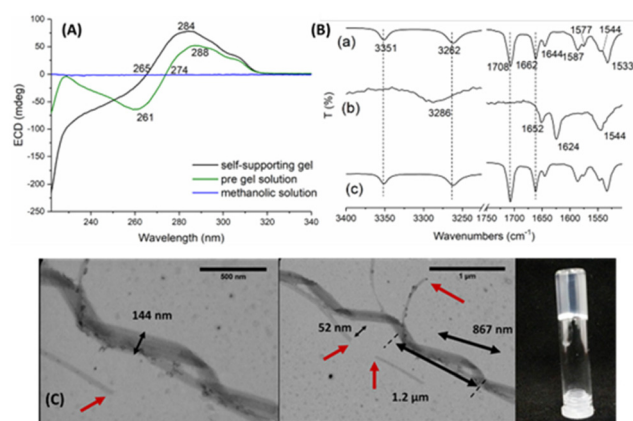 (A)
ECD (mdeg)
100
50
0
-50
-100
-150
-200
-250
240 260 280 300 320 340
Wavelength (nm)
284
265
288
274
261
self-supporting gel
pre gel solution
methanolic solution
(B)
T (%)
(a)
3351
3262
1708
1662
1644
1587
1577
1544
1533
(b)
3286
1652
1624
1544
(c)
3400 3350 3300 3250 1700 1650 1600 1550
Wavenumbers (cm⁻¹)
(C)
144 nm
500 nm
1 µm
52 nm
867 nm
1.2 µm